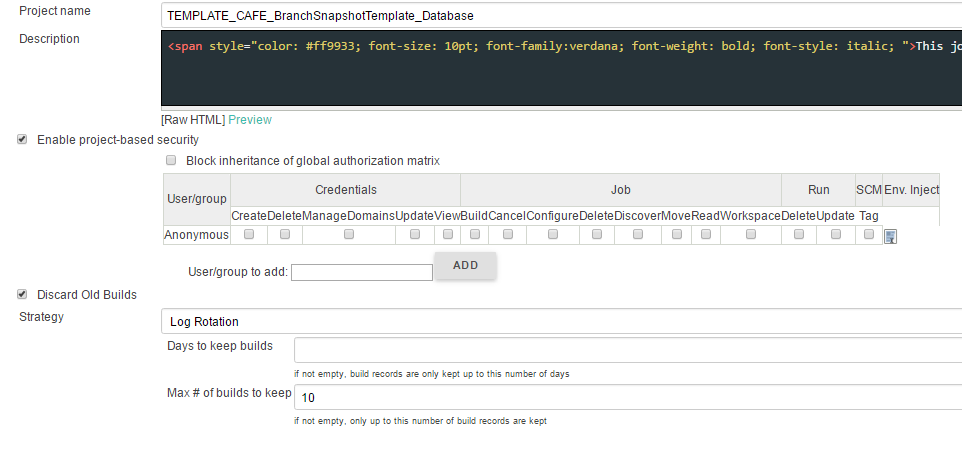 Project name TEMPLATE_CAFE_BranchSnapshotTemplate_Database
Description <span style="color: #ff9933; font-size: 10pt; font-family:verdana; font-weight: bold; font-style: italic; ">This jo
[Raw HTML] Preview
Enable project-based security
Block inheritance of global authorization matrix
User/group Credentials Job Run SCM Env. Inject
Create Delete ManageDomains Update View Build Cancel Configure Delete Discover Move Read Workspace Delete Update Tag
Anonymous
User/group to add: ADD
Discard Old Builds
Strategy Log Rotation
Days to keep builds
if not empty, build records are only kept up to this number of days
Max # of builds to keep 10
if not empty, only up to this number of build records are kept